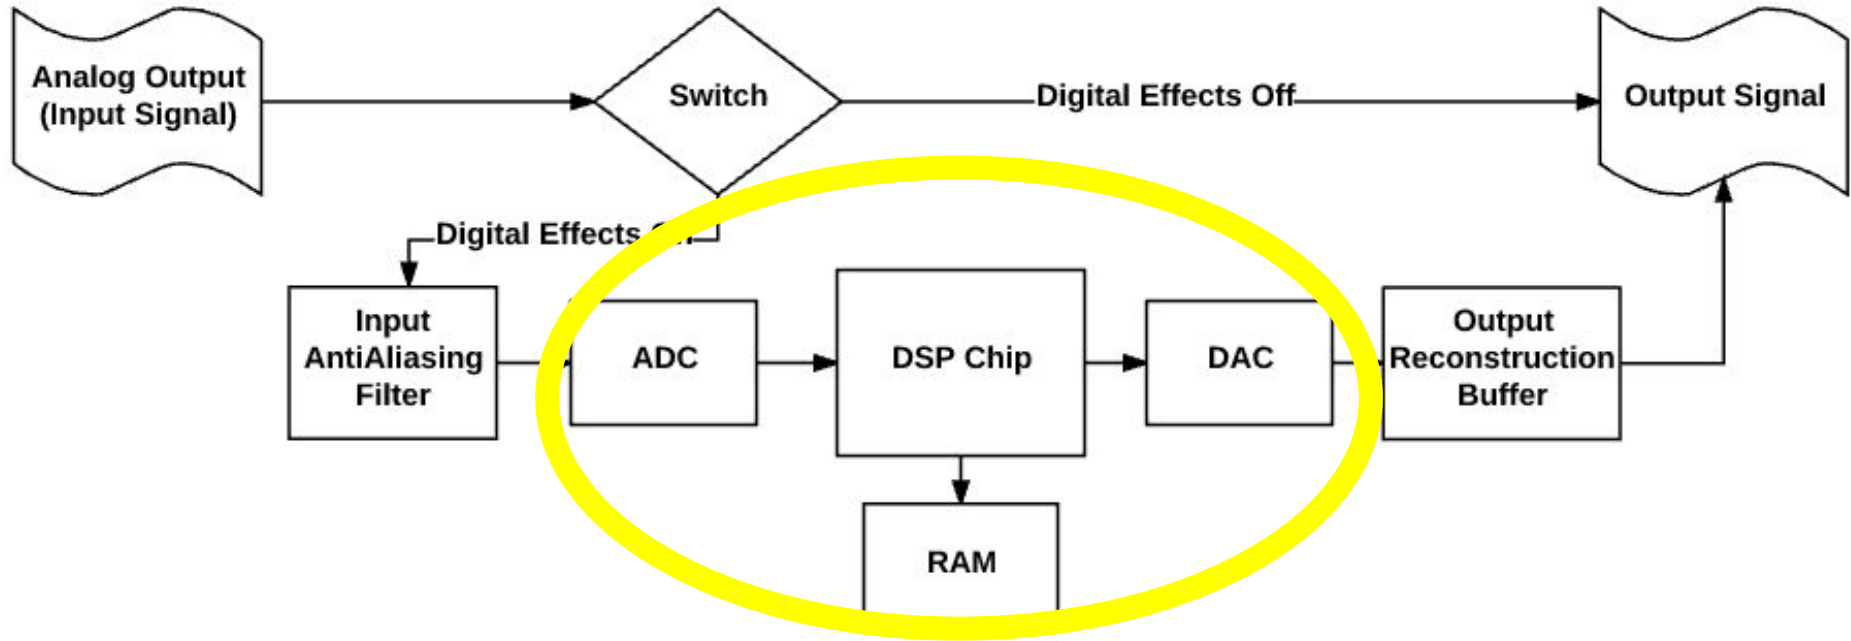 Analog Output
(Input Signal)
Switch
Digital Effects Off
Output Signal
Digital Effects
Input
AntiAliasing
Filter
ADC
DSP Chip
DAC
Output
Reconstruction
Buffer
RAM